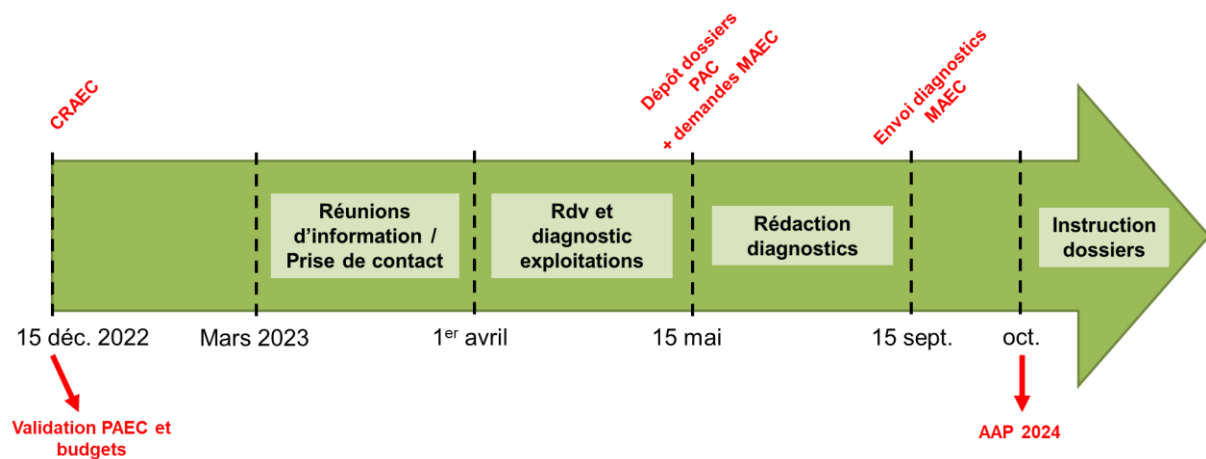 CRAEC
Dépôt dossiers
PAC
+ demandes MAEC
Envoi diagnostics
MAEC
Réunions
d’information /
Prise de contact
Rdv et
diagnostic
exploitations
Rédaction
diagnostics
Instruction
dossiers
15 déc. 2022
Mars 2023
1er avril
15 mai
15 sept.
oct.
Validation PAEC et
budgets
AAP 2024